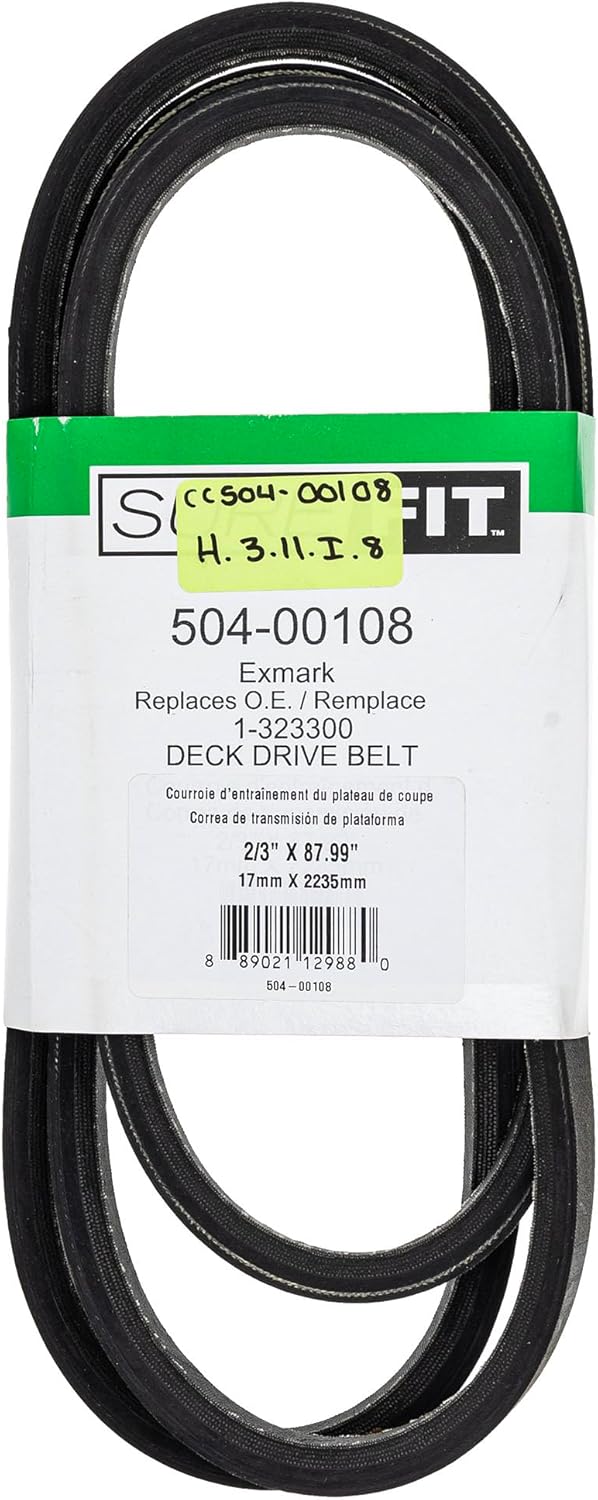 CC504-00108
H.3.11.I.8
FIT
™
504-00108
Exmark
Replaces O.E. / Remplace
1-323300
DECK DRIVE BELT
Courroie d'entraînement du plateau de coupe
Correa de transmisión de plataforma
2/3" X 87.99"
17mm X 2235mm
8 89021 12988 0
504-00108